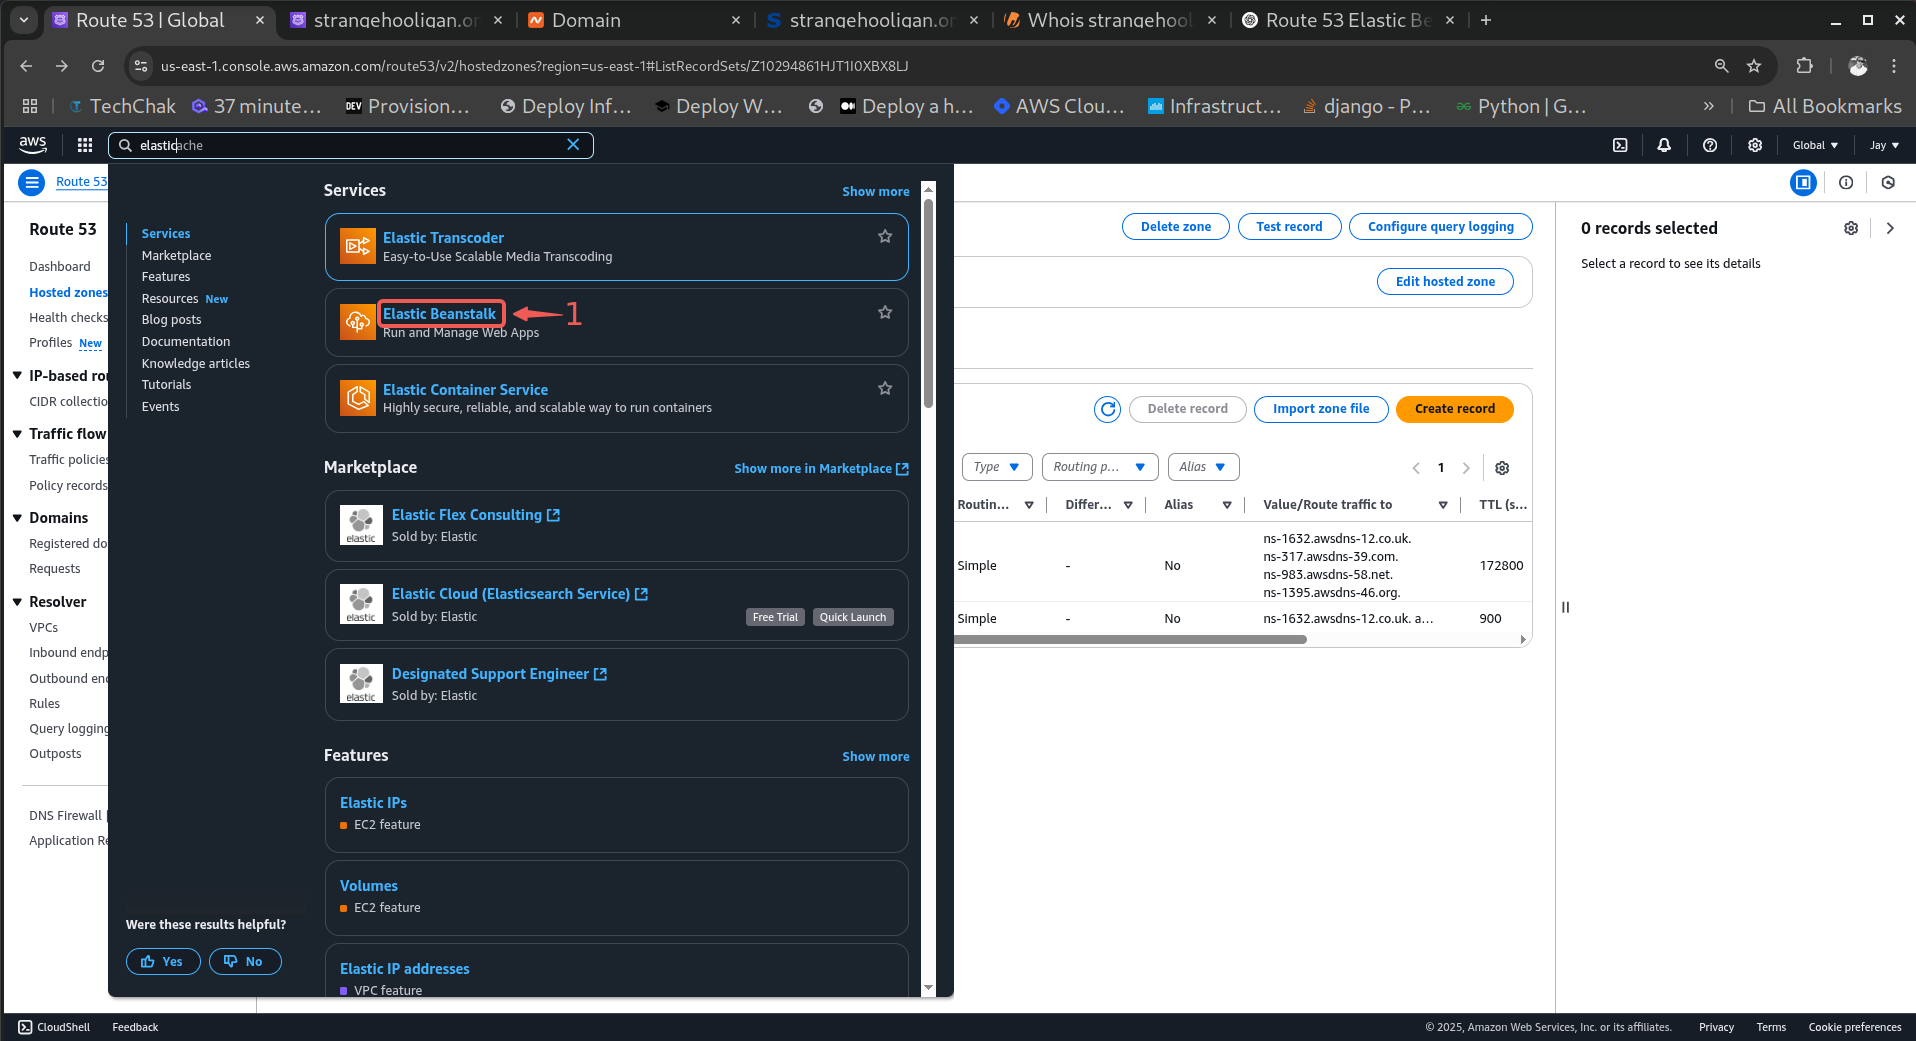 Route 53 | Global
strangehooligan.or
Domain
strangehooligan.or
Whois strangehool
Route 53 Elastic Be
us-east-1.console.aws.amazon.com/route53/v2/hostedzones?region=us-east-1#ListRecordSets/Z10294861HJT1I0XBX8LJ
TechChak
37 minute...
DEV Provision...
Deploy Inf...
Deploy W...
Deploy a h...
AWS Clou...
Infrastruct...
django - P...
Python | G...
»
All Bookmarks
aws
elasticache
Global
Jay
Route 53
Route 53
Dashboard
Hosted zones
Health checks
Profiles New
IP-based rou
CIDR collectio
Traffic flow
Traffic policies
Policy records
Domains
Registered do
Requests
Resolver
VPCs
Inbound endp
Outbound end
Rules
Query logging
Outposts
DNS Firewall
Application Re
Services
Marketplace
Features
Resources New
Blog posts
Documentation
Knowledge articles
Tutorials
Events
Were these results helpful?
Yes
No
Services
Show more
Elastic Transcoder
Easy-to-Use Scalable Media Transcoding
Elastic Beanstalk
1
Run and Manage Web Apps
Elastic Container Service
Highly secure, reliable, and scalable way to run containers
Marketplace
Show more in Marketplace
Elastic Flex Consulting
elastic
Sold by: Elastic
Elastic Cloud (Elasticsearch Service)
elastic
Sold by: Elastic
Free Trial
Quick Launch
Designated Support Engineer
elastic
Sold by: Elastic
Features
Show more
Elastic IPs
EC2 feature
Volumes
EC2 feature
Elastic IP addresses
VPC feature
Delete zone
Test record
Configure query logging
Edit hosted zone
Delete record
Import zone file
Create record
Type
Routing p...
Alias
1
Routin...
Differ...
Alias
Value/Route traffic to
TTL (s...
Simple
-
No
ns-1632.awsdns-12.co.uk.
ns-317.awsdns-39.com.
ns-983.awsdns-58.net.
ns-1395.awsdns-46.org.
172800
Simple
-
No
ns-1632.awsdns-12.co.uk. a...
900
0 records selected
Select a record to see its details
CloudShell
Feedback
© 2025, Amazon Web Services, Inc. or its affiliates.
Privacy
Terms
Cookie preferences